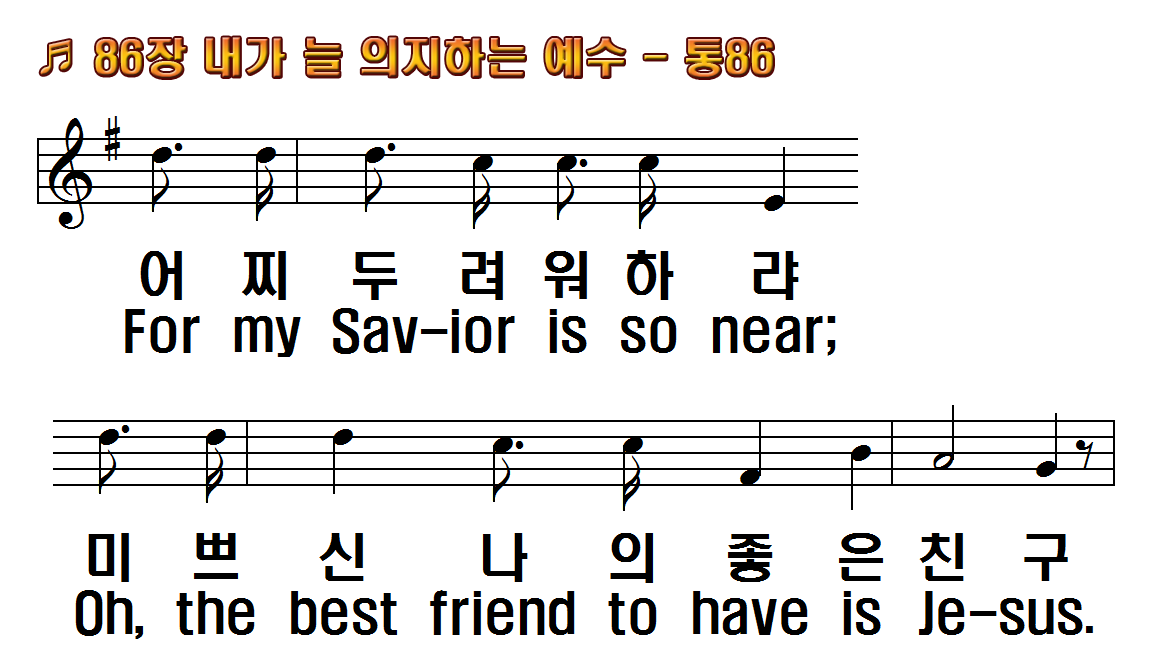 ♬ 86장 내가 늘 의지하는 예수 - 통86
어 찌 두 려 워 하 랴
For my Sav-ior is so near;
미 쁘 신 나 의 좋 은 친 구
Oh, the best friend to have is Je-sus.